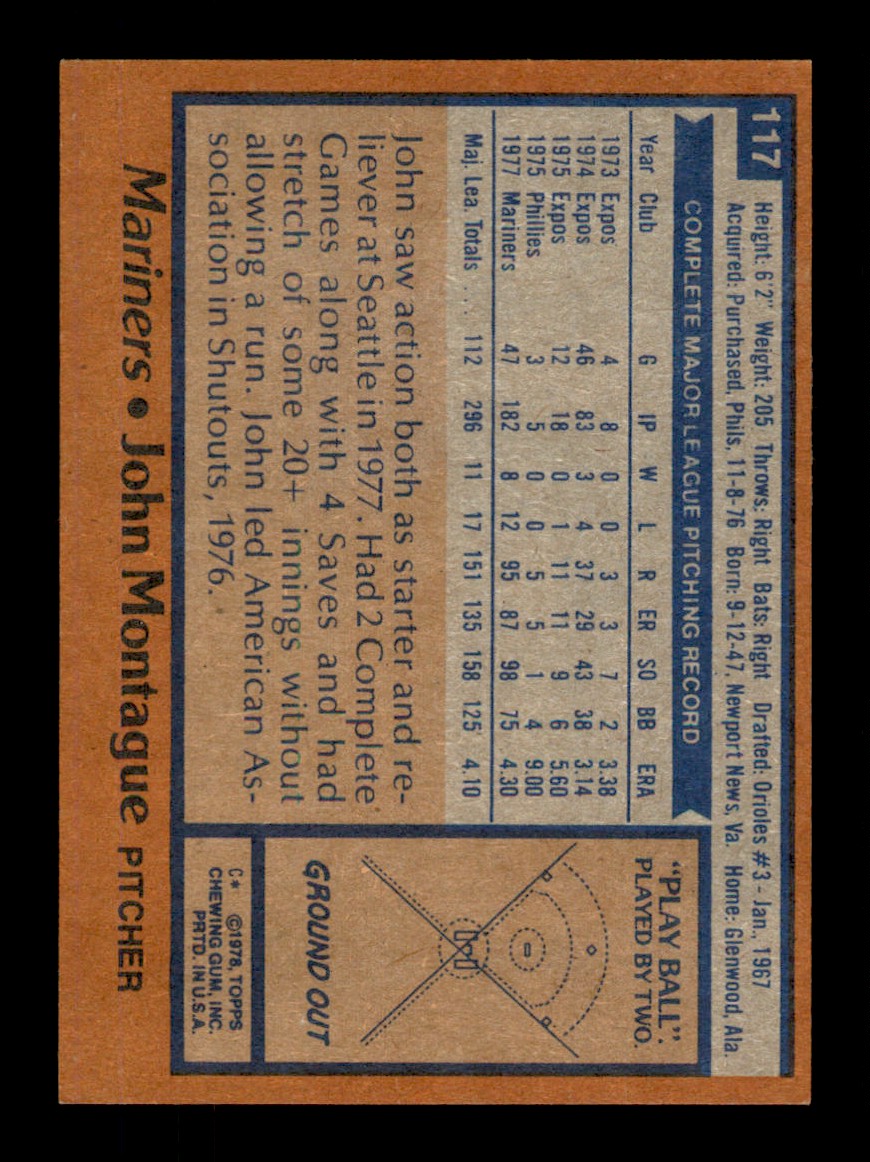 117
Height: 6'2" Weight: 205 Throws: Right Bats: Right Drafted: Orioles #3 - Jan., 1967
Acquired: Purchased, Phils, 11-8-76 Born: 9-12-47, Newport News, Va. Home: Glenwood, Ala.
COMPLETE MAJOR LEAGUE PITCHING RECORD
Year Club G IP W L R ER SO BB ERA
1973 Expos 4 8 0 0 3 3 7 2 3.38
1974 Expos 46 83 3 4 37 29 43 38 3.14
1975 Expos 12 18 0 1 11 11 9 6 5.60
1975 Phillies 3 5 0 0 5 5 1 4 9.00
1977 Mariners 47 182 8 12 95 87 98 75 4.30
Maj. Lea. Totals .... 112 296 11 17 151 135 158 125 4.10
John saw action both as starter and re-
liever at Seattle in 1977. Had 2 Complete
Games along with 4 Saves and had
stretch of some 20+ innings without
allowing a run. John led American As-
sociation in Shutouts, 1976.
"PLAY BALL":
PLAYED BY TWO.
GROUND OUT
C* ©1978, TOPPS
CHEWING GUM, INC.
PRTD. IN U.S.A.
Mariners • John Montague PITCHER